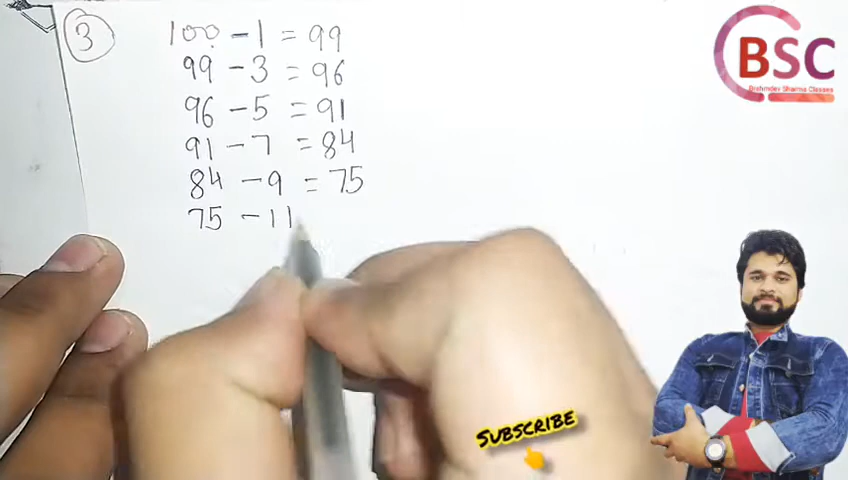 3
100 - 1 = 99
99 - 3 = 96
96 - 5 = 91
91 - 7 = 84
84 - 9 = 75
75 - 11
BSC
Brahmdev Sharma Classes
SUBSCRIBE